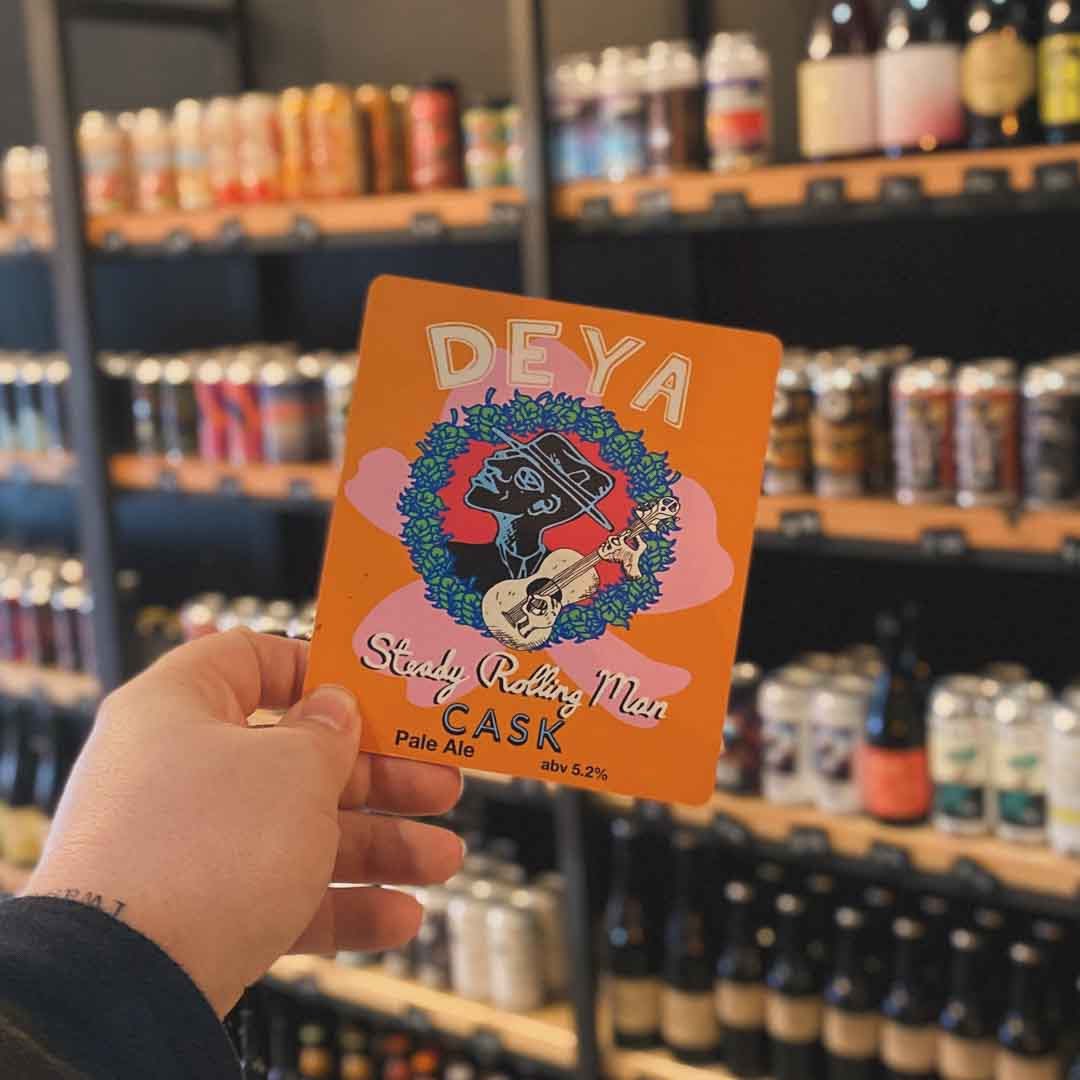 DEYA
Steady Rolling Man
CASK
Pale Ale
abv 5.2%